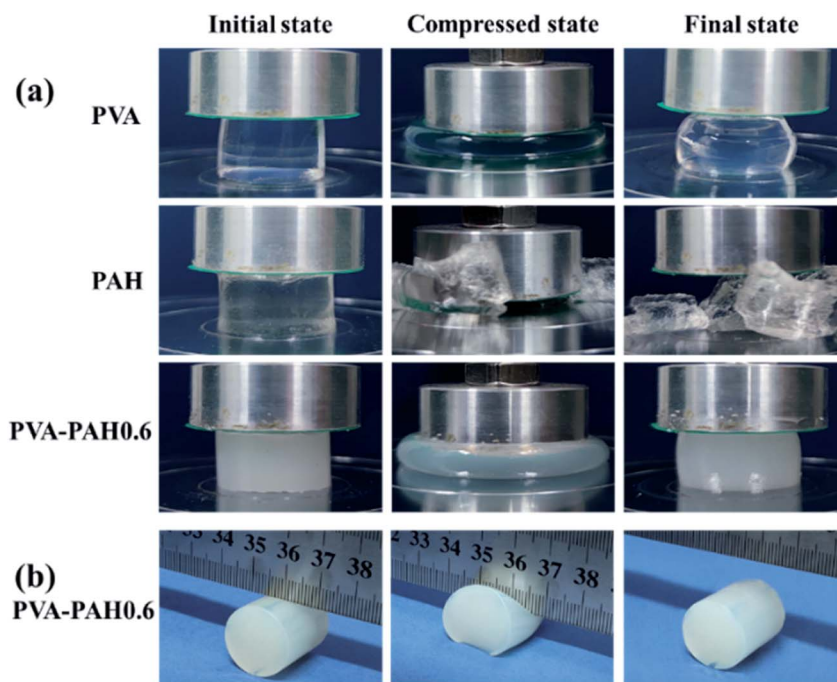 Initial state Compressed state Final state
(a)
PVA
PAH
PVA-PAH0.6
(b)
PVA-PAH0.6
33 34 35 36 37 38
33 34 35 36 37 38